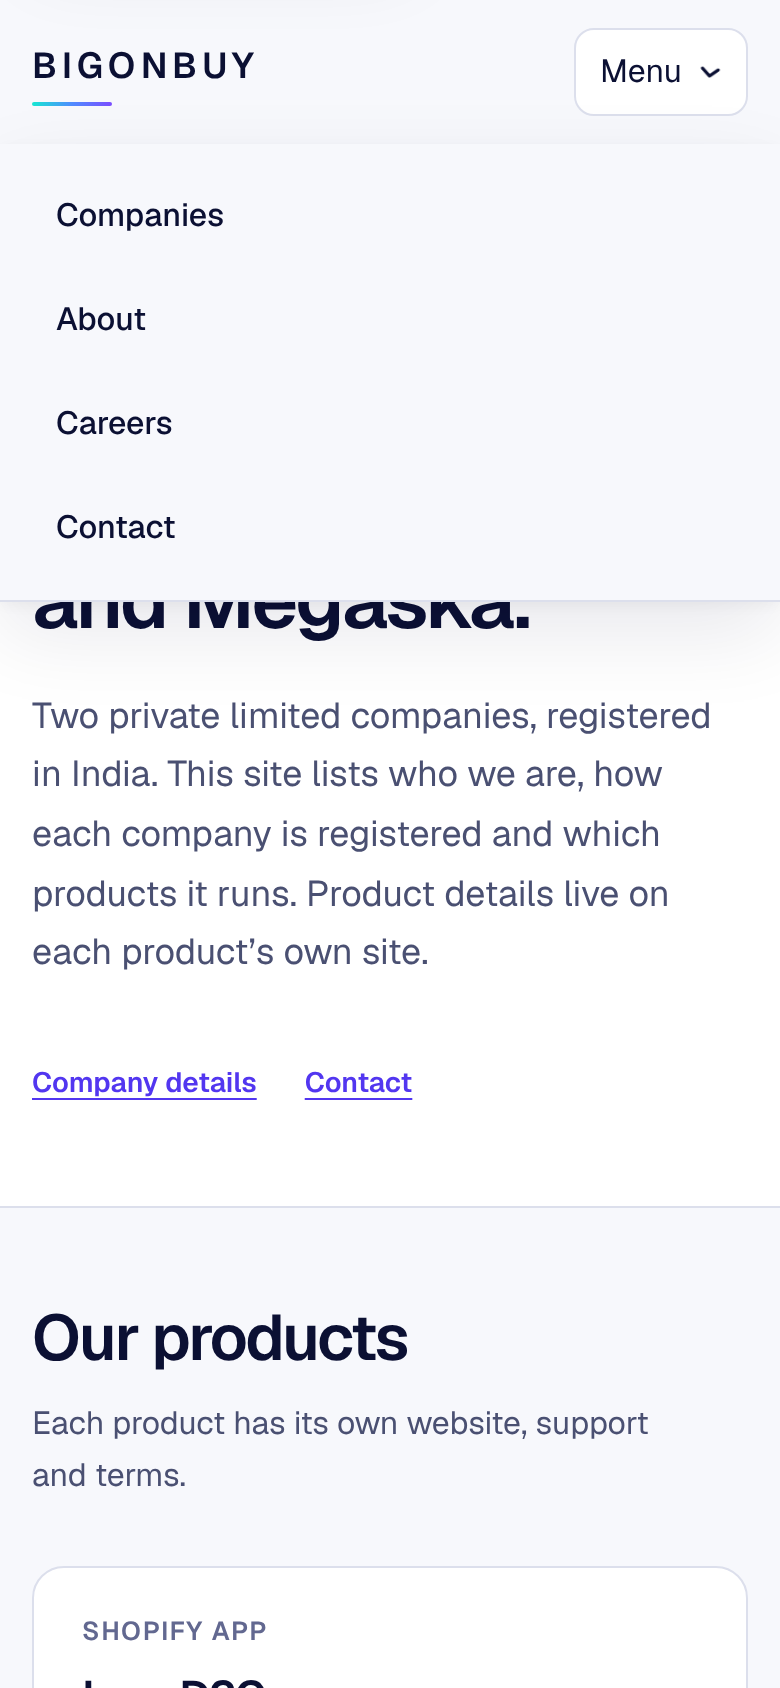 BIGONBUY
Menu
Companies
About
Careers
Contact
and Megaska.
Two private limited companies, registered
in India. This site lists who we are, how
each company is registered and which
products it runs. Product details live on
each product’s own site.
Company details Contact
Our products
Each product has its own website, support
and terms.
SHOPIFY APP